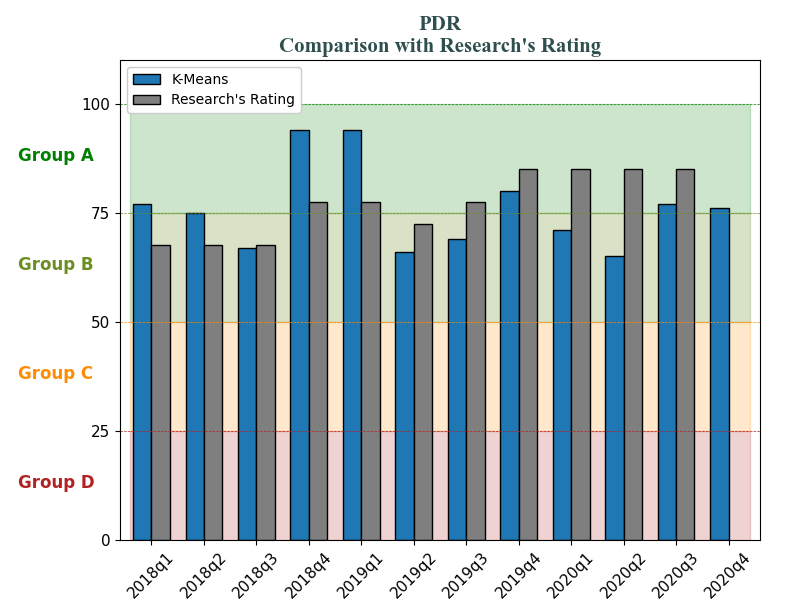 PDR
Comparison with Research's Rating
K-Means
Research's Rating
100
Group A
75
Group B
50
Group C
25
Group D
0
2018q1
2018q2
2018q3
2018q4
2019q1
2019q2
2019q3
2019q4
2020q1
2020q2
2020q3
2020q4